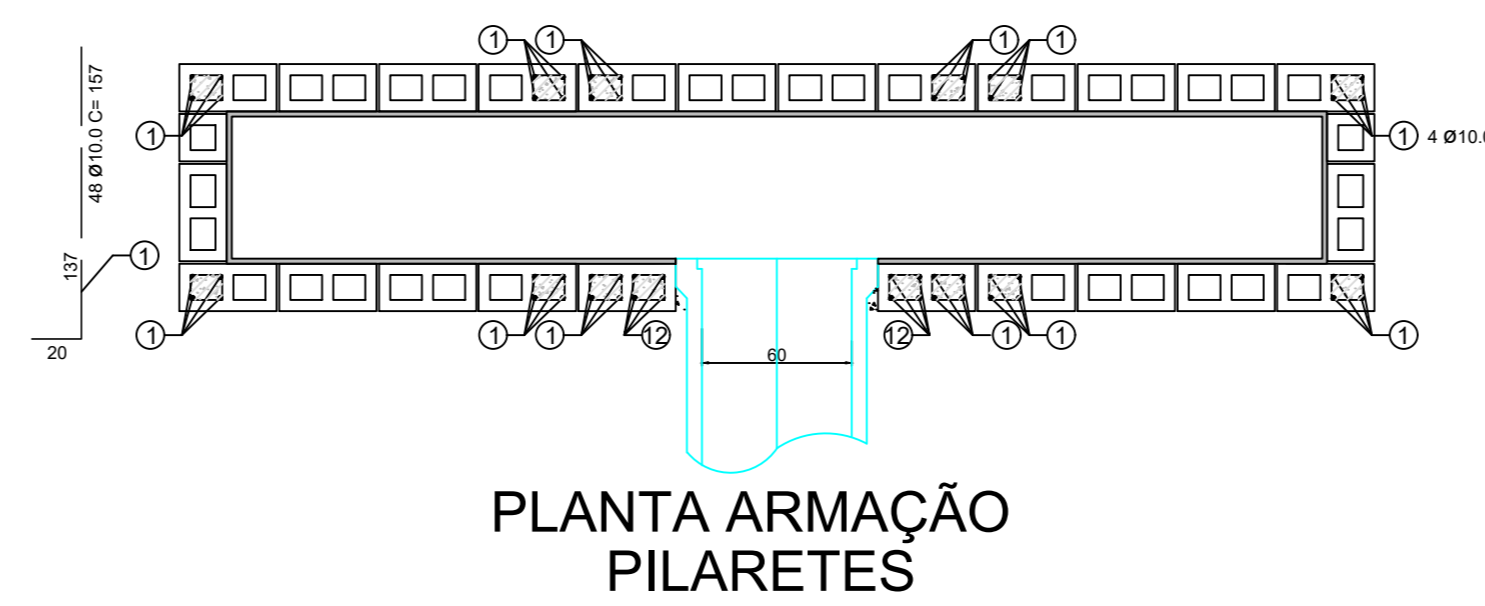 1 1 1 1
48 Ø10.0 C= 157
1 1 4 Ø10.0
137
1
20
1 1 1 12 12 1 1 1
60
PLANTA ARMAÇÃO
PILARETES